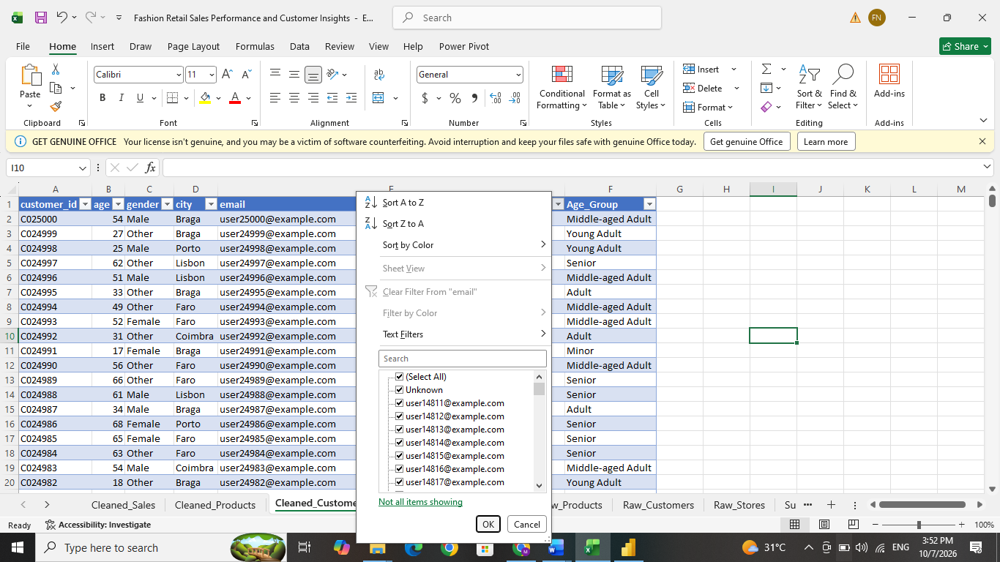 Fashion Retail Sales Performance and Customer Insights - E...
Search
FN
File Home Insert Draw Page Layout Formulas Data Review View Help Power Pivot
Share
Paste
Clipboard
Calibri 11
B I U
Font
Alignment
General
$ % 9
Number
Conditional Formatting
Format as Table
Cell Styles
Styles
Insert
Delete
Format
Cells
Sort & Filter
Find & Select
Editing
Add-ins
Add-ins
GET GENUINE OFFICE Your license isn't genuine, and you may be a victim of software counterfeiting. Avoid interruption and keep your files safe with genuine Office today. Get genuine Office Learn more
I10 fx
A B C D E F G H I J K L M
1 customer_id age gender city email Age_Group
2 C025000 54 Male Braga user25000@example.com Middle-aged Adult
3 C024999 27 Other Braga user24999@example.com Young Adult
4 C024998 25 Male Porto user24998@example.com Young Adult
5 C024997 62 Other Lisbon user24997@example.com Senior
6 C024996 51 Male Lisbon user24996@example.com Middle-aged Adult
7 C024995 33 Other Braga user24995@example.com Adult
8 C024994 49 Other Faro user24994@example.com Middle-aged Adult
9 C024993 52 Female Faro user24993@example.com Middle-aged Adult
10 C024992 31 Other Coimbra user24992@example.com Adult
11 C024991 17 Female Braga user24991@example.com Minor
12 C024990 56 Other Faro user24990@example.com Middle-aged Adult
13 C024989 66 Other Faro user24989@example.com Senior
14 C024988 61 Male Lisbon user24988@example.com Senior
15 C024987 34 Male Braga user24987@example.com Adult
16 C024986 68 Female Porto user24986@example.com Senior
17 C024985 65 Female Faro user24985@example.com Senior
18 C024984 63 Other Faro user24984@example.com Senior
19 C024983 54 Male Coimbra user24983@example.com Middle-aged Adult
20 C024982 18 Other Braga user24982@example.com Young Adult
Sort A to Z
Sort Z to A
Sort by Color
Sheet View
Clear Filter From "email"
Filter by Color
Text Filters
Search
(Select All)
Unknown
user14811@example.com
user14812@example.com
user14813@example.com
user14814@example.com
user14815@example.com
user14816@example.com
user14817@example.com
Not all items showing
OK Cancel
Cleaned_Sales Cleaned_Products Cleaned_Custome w_Products Raw_Customers Raw_Stores Su ...
Ready Accessibility: Investigate 100%
Type here to search
31°C
ENG
3:52 PM
10/7/2026